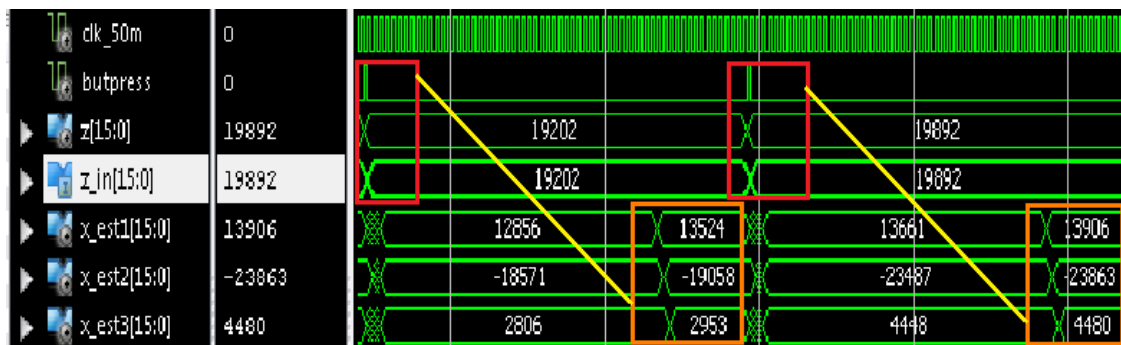 clk_50m 0
butpress 0
z[15:0] 19892 19202 19892
z_in[15:0] 19892 19202 19892
x_est1[15:0] 13906 12856 13524 13661 13906
x_est2[15:0] -23863 -18571 -19058 -23487 -23863
x_est3[15:0] 4480 2806 2953 4448 4480